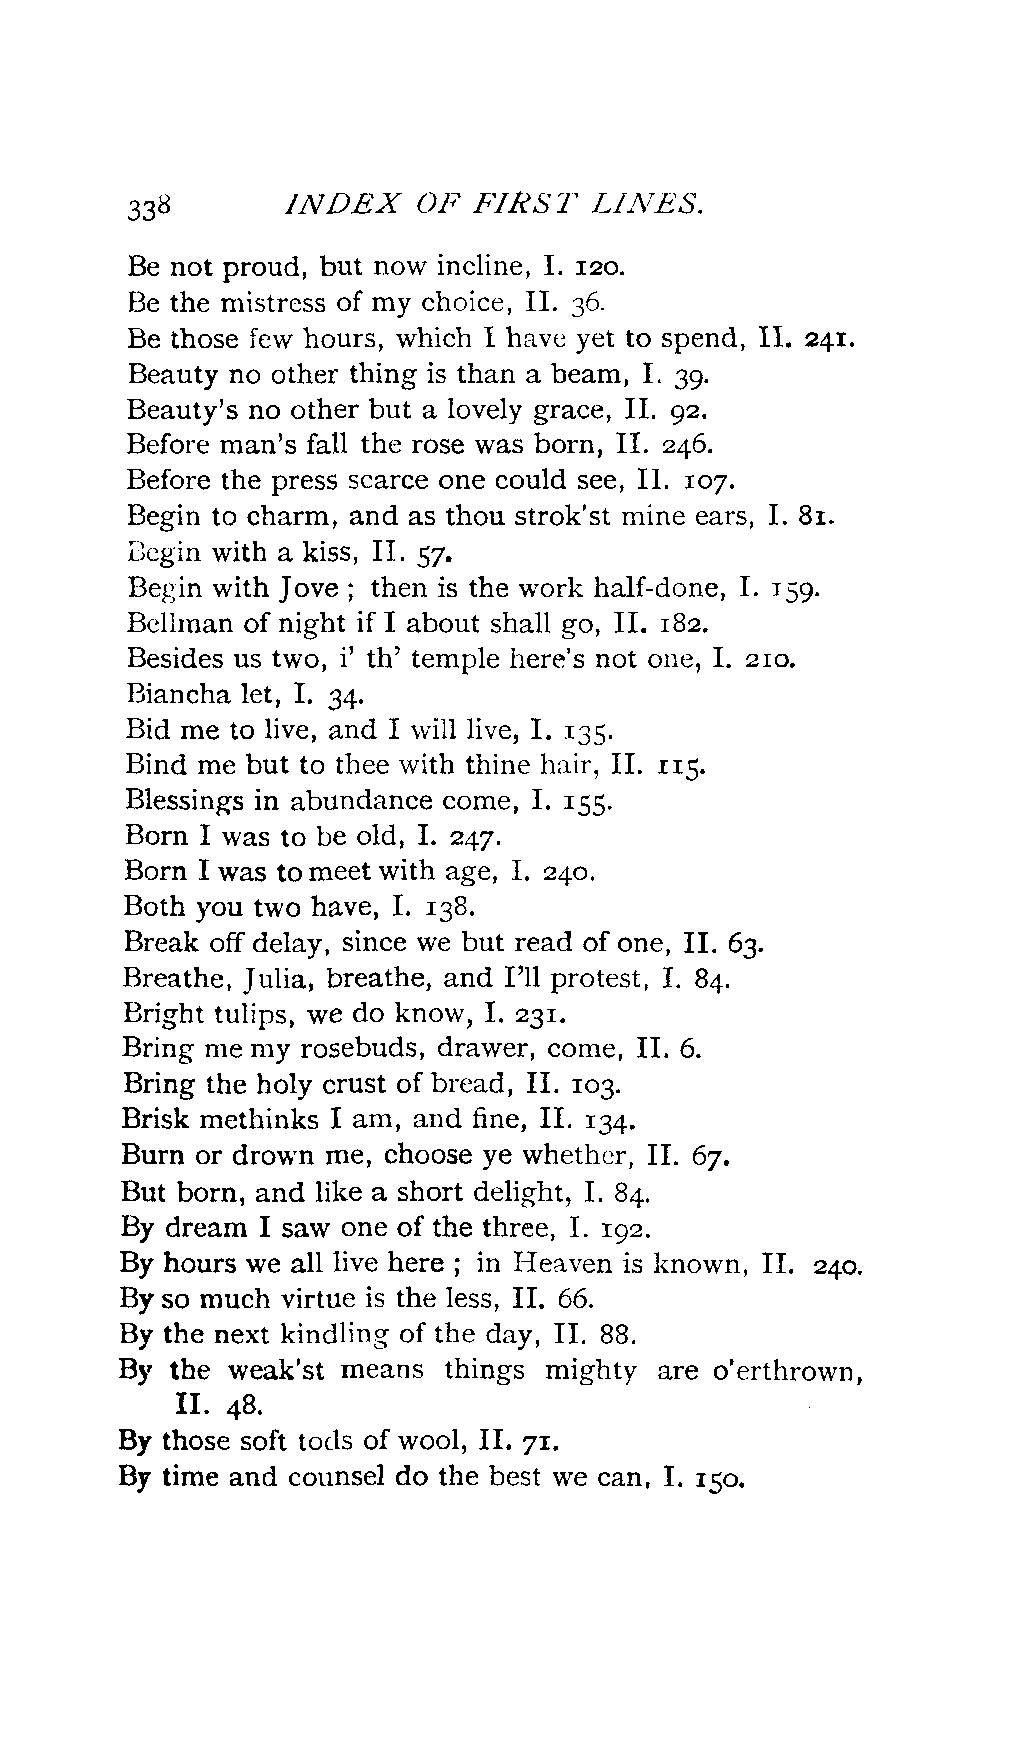 338 INDEX OF FIRST LINES.
Be not proud, but now incline, I. 120.
Be the mistress of my choice, II. 36.
Be those few hours, which I have yet to spend, II. 241.
Beauty no other thing is than a beam, I. 39.
Beauty's no other but a lovely grace, II. 92.
Before man's fall the rose was born, II. 246.
Before the press scarce one could see, II. 107.
Begin to charm, and as thou strok'st mine ears, I. 81.
Begin with a kiss, II. 57.
Begin with Jove ; then is the work half-done, I. 159.
Bellman of night if I about shall go, II. 182.
Besides us two, i' th' temple here's not one, I. 210.
Biancha let, I. 34.
Bid me to live, and I will live, I. 135.
Bind me but to thee with thine hair, II. 115.
Blessings in abundance come, I. 155.
Born I was to be old, I. 247.
Born I was to meet with age, I. 240.
Both you two have, I. 138.
Break off delay, since we but read of one, II. 63.
Breathe, Julia, breathe, and I'll protest, I. 84.
Bright tulips, we do know, I. 231.
Bring me my rosebuds, drawer, come, II. 6.
Bring the holy crust of bread, II. 103.
Brisk methinks I am, and fine, II. 134.
Burn or drown me, choose ye whether, II. 67.
But born, and like a short delight, I. 84.
By dream I saw one of the three, I. 192.
By hours we all live here ; in Heaven is known, II. 240.
By so much virtue is the less, II. 66.
By the next kindling of the day, II. 88.
By the weak'st means things mighty are o'erthrown,
II. 48.
By those soft tods of wool, II. 71.
By time and counsel do the best we can, I. 150.